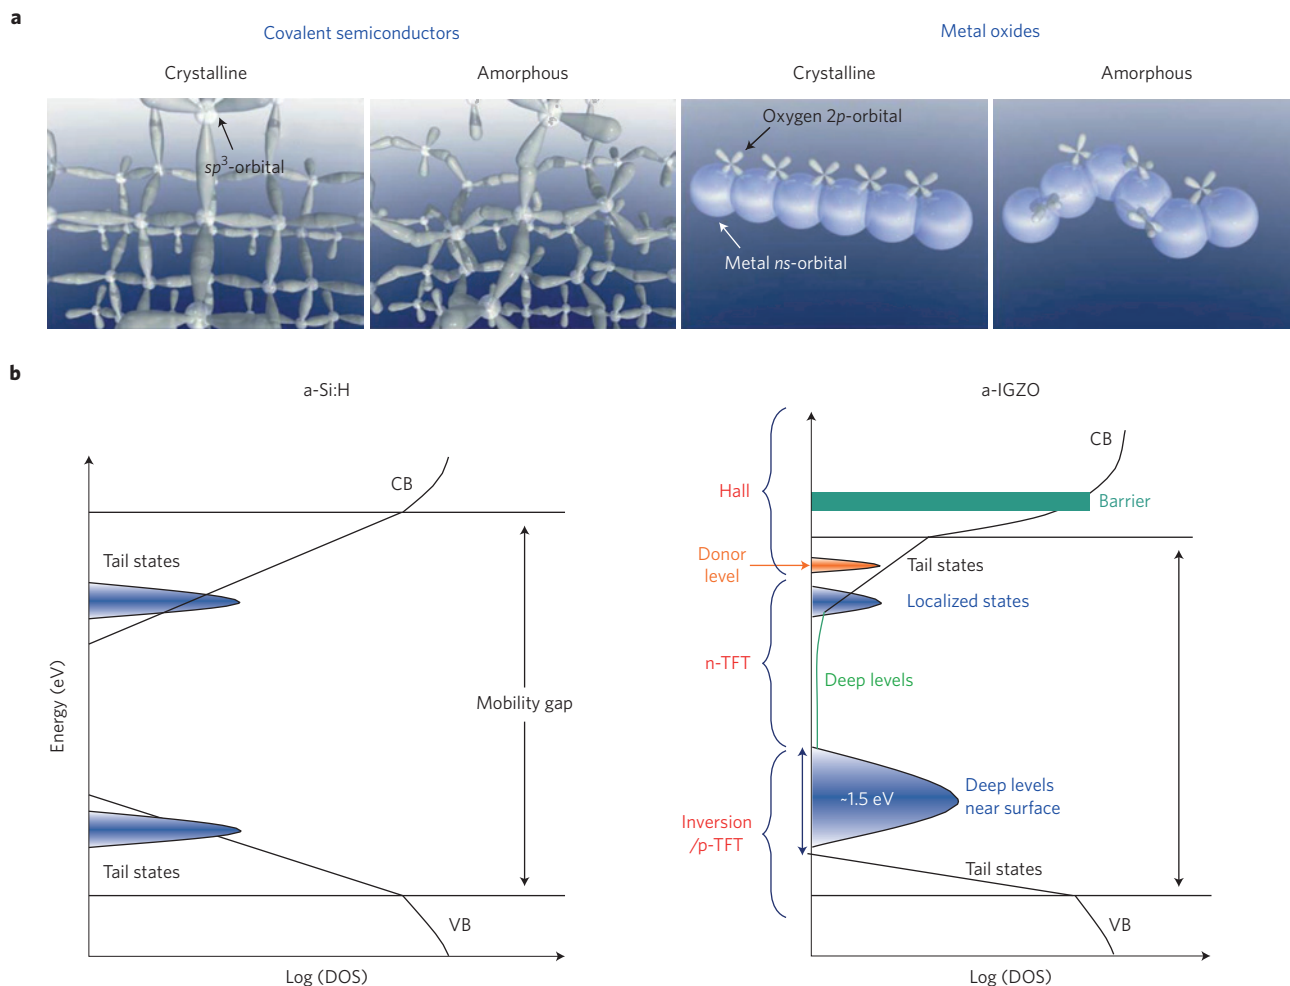 a
Covalent semiconductors
Metal oxides
Crystalline
Amorphous
Crystalline
Amorphous
sp³-orbital
Oxygen 2p-orbital
Metal ns-orbital
b
a-Si:H
a-IGZO
Energy (eV)
CB
Tail states
Mobility gap
Tail states
VB
Log (DOS)
Hall
Donor
level
n-TFT
Inversion
/p-TFT
CB
Barrier
Tail states
Localized states
Deep levels
~1.5 eV
Deep levels
near surface
Tail states
VB
Log (DOS)